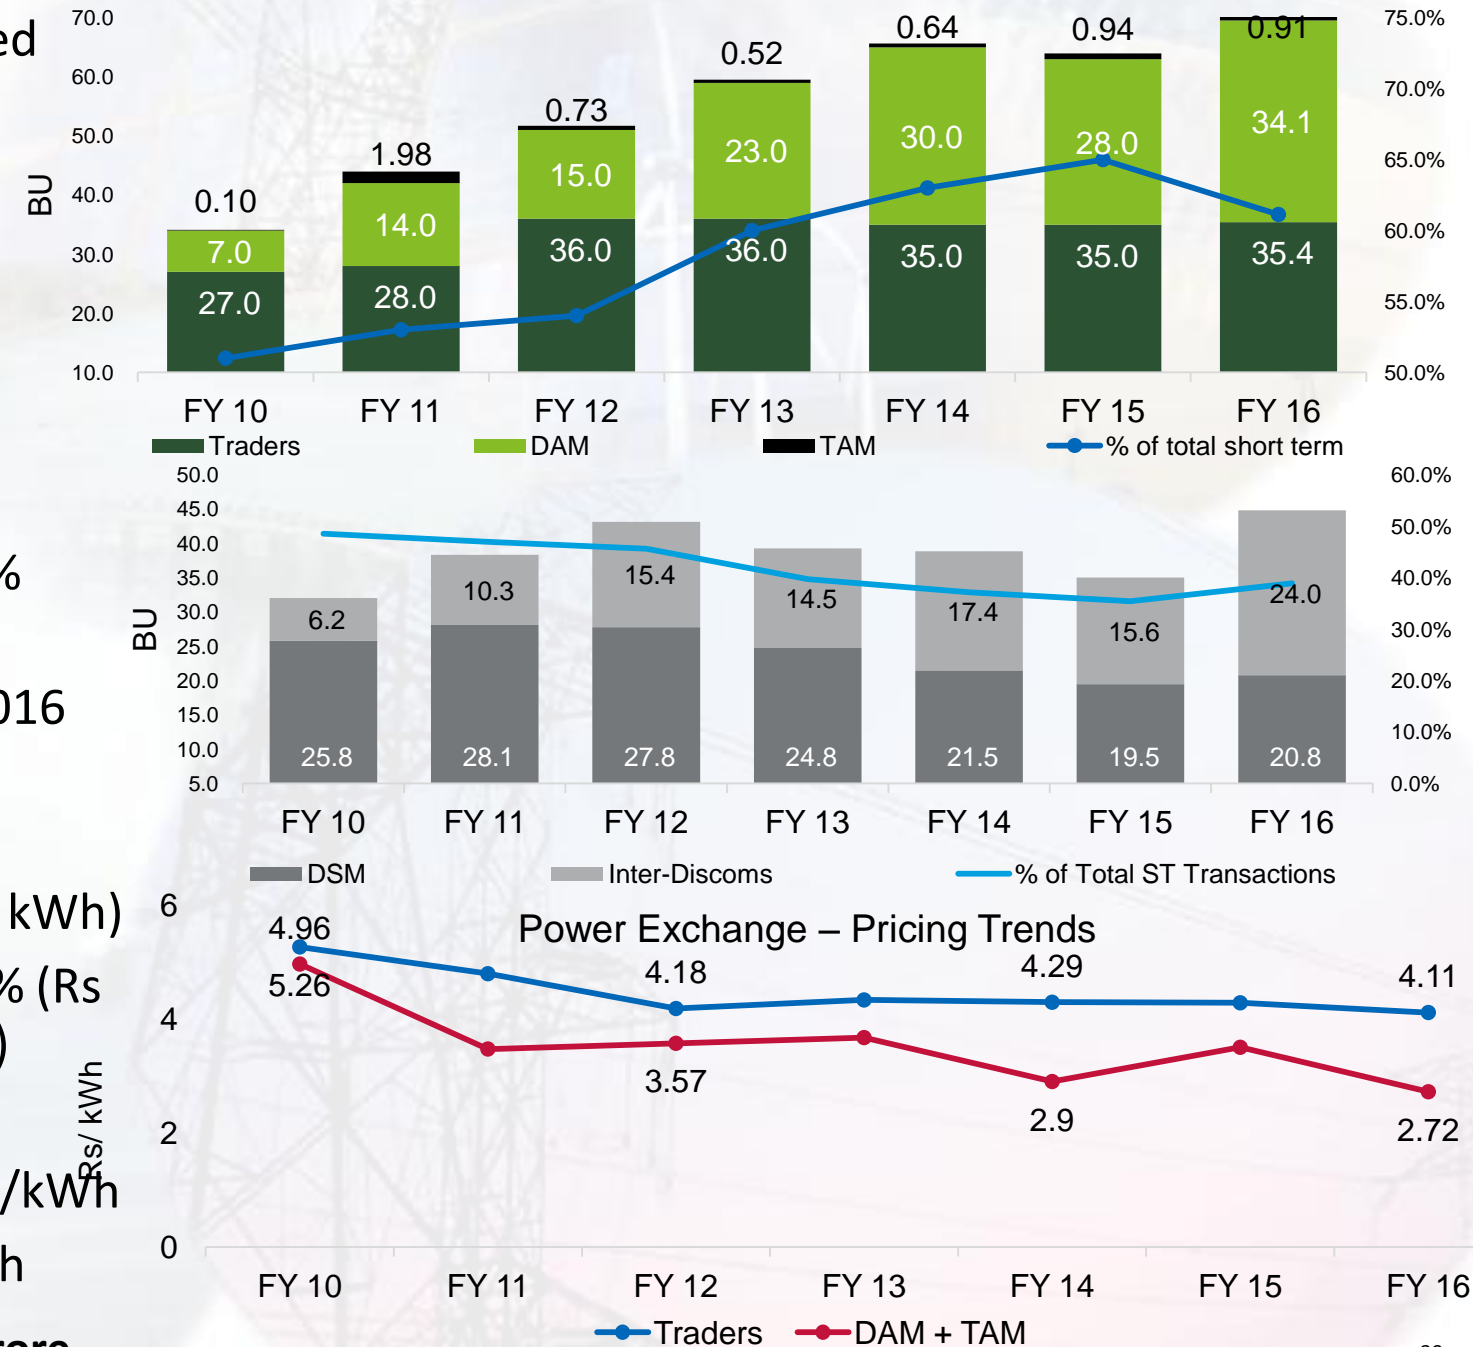 ed
%
016
kWh)
% (Rs
)
/kWh
h
70.0
60.0
50.0
40.0
30.0
20.0
10.0
BU
75.0%
70.0%
65.0%
60.0%
55.0%
50.0%
0.10 1.98 0.73 0.52 0.64 0.94 0.91
7.0 14.0 15.0 23.0 30.0 28.0 34.1
27.0 28.0 36.0 36.0 35.0 35.0 35.4
FY 10 FY 11 FY 12 FY 13 FY 14 FY 15 FY 16
Traders DAM TAM % of total short term
50.0
45.0
40.0
35.0
30.0
25.0
20.0
15.0
10.0
5.0
BU
60.0%
50.0%
40.0%
30.0%
20.0%
10.0%
0.0%
6.2 10.3 15.4 14.5 17.4 15.6 24.0
25.8 28.1 27.8 24.8 21.5 19.5 20.8
FY 10 FY 11 FY 12 FY 13 FY 14 FY 15 FY 16
DSM Inter-Discoms % of Total ST Transactions
Power Exchange – Pricing Trends
6
4
2
0
Rs/ kWh
4.96 4.18 4.29 4.11
5.26 3.57 2.9 2.72
FY 10 FY 11 FY 12 FY 13 FY 14 FY 15 FY 16
Traders DAM + TAM